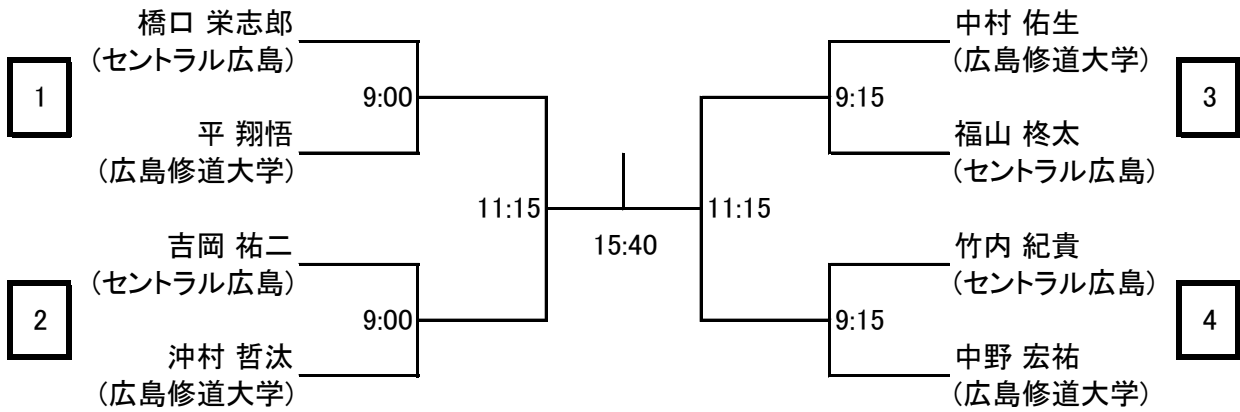 橋口 栄志郎
(セントラル広島)
1
9:00
平 翔悟
(広島修道大学)
11:15
吉岡 祐二
(セントラル広島)
2
9:00
沖村 哲汰
(広島修道大学)
15:40
中村 佑生
(広島修道大学)
3
9:15
福山 柊太
(セントラル広島)
11:15
竹内 紀貴
(セントラル広島)
4
9:15
中野 宏祐
(広島修道大学)